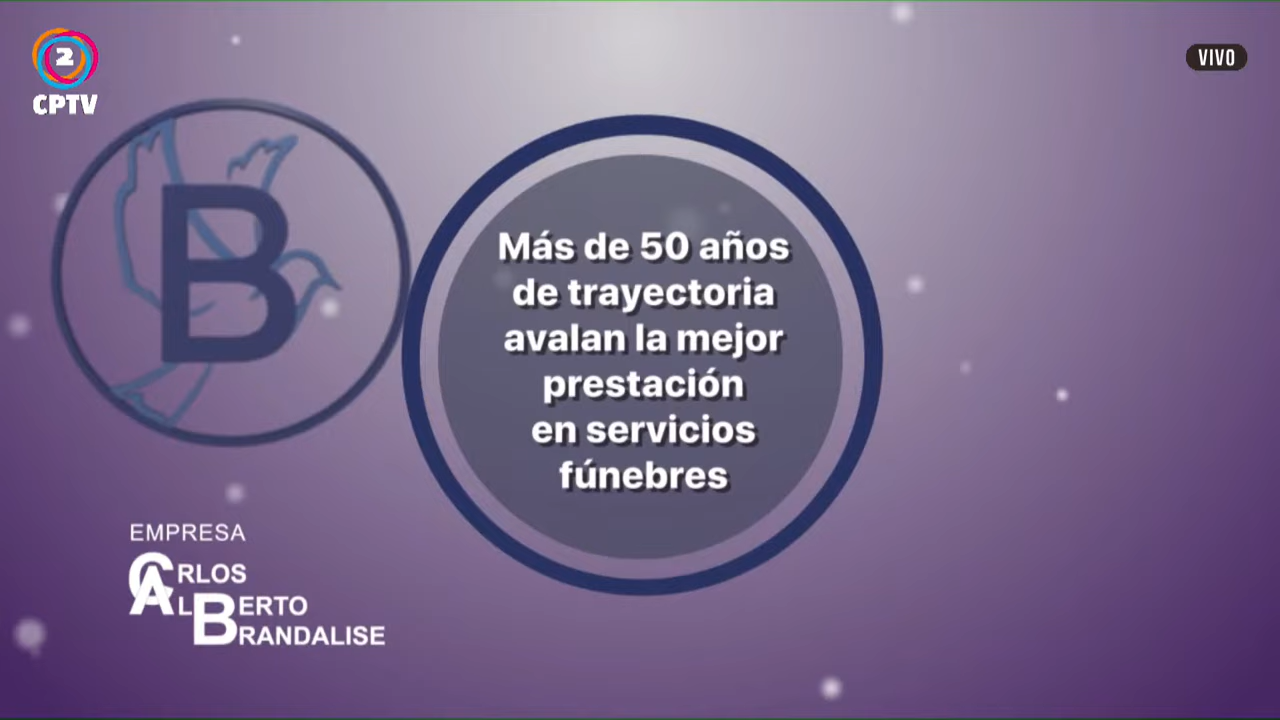 2
CPTV
VIVO
B
Más de 50 años
de trayectoria
avalan la mejor
prestación
en servicios
fúnebres
EMPRESA
CARLOS
ALBERTO
BRANDALISE